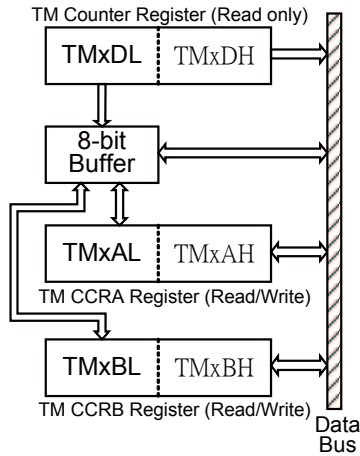 TM Counter Register (Read only)
TMxDL TMxDH
8-bit
Buffer
TMxAL TMxAH
TM CCRA Register (Read/Write)
TMxBL TMxBH
TM CCRB Register (Read/Write)
Data
Bus